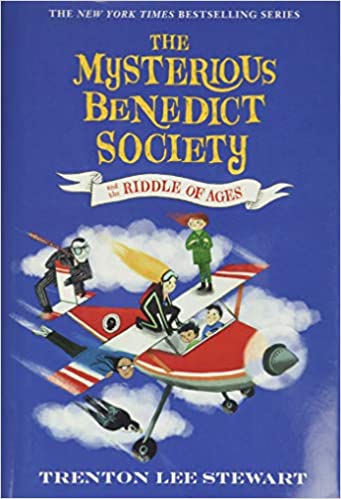 THE NEW YORK TIMES BESTSELLING SERIES
THE
MYSTERIOUS
BENEDICT
SOCIETY
and the RIDDLE OF AGES
TRENTON LEE STEWART